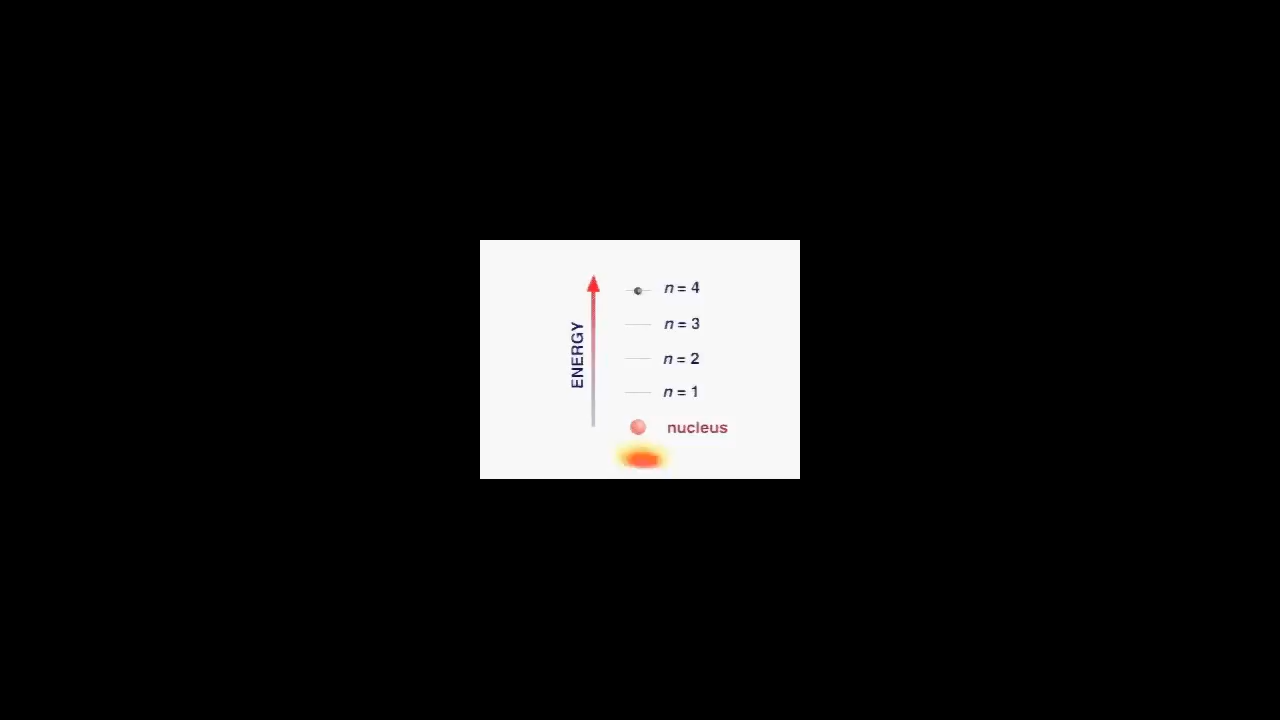 n = 4
n = 3
ENERGY
n = 2
n = 1
nucleus